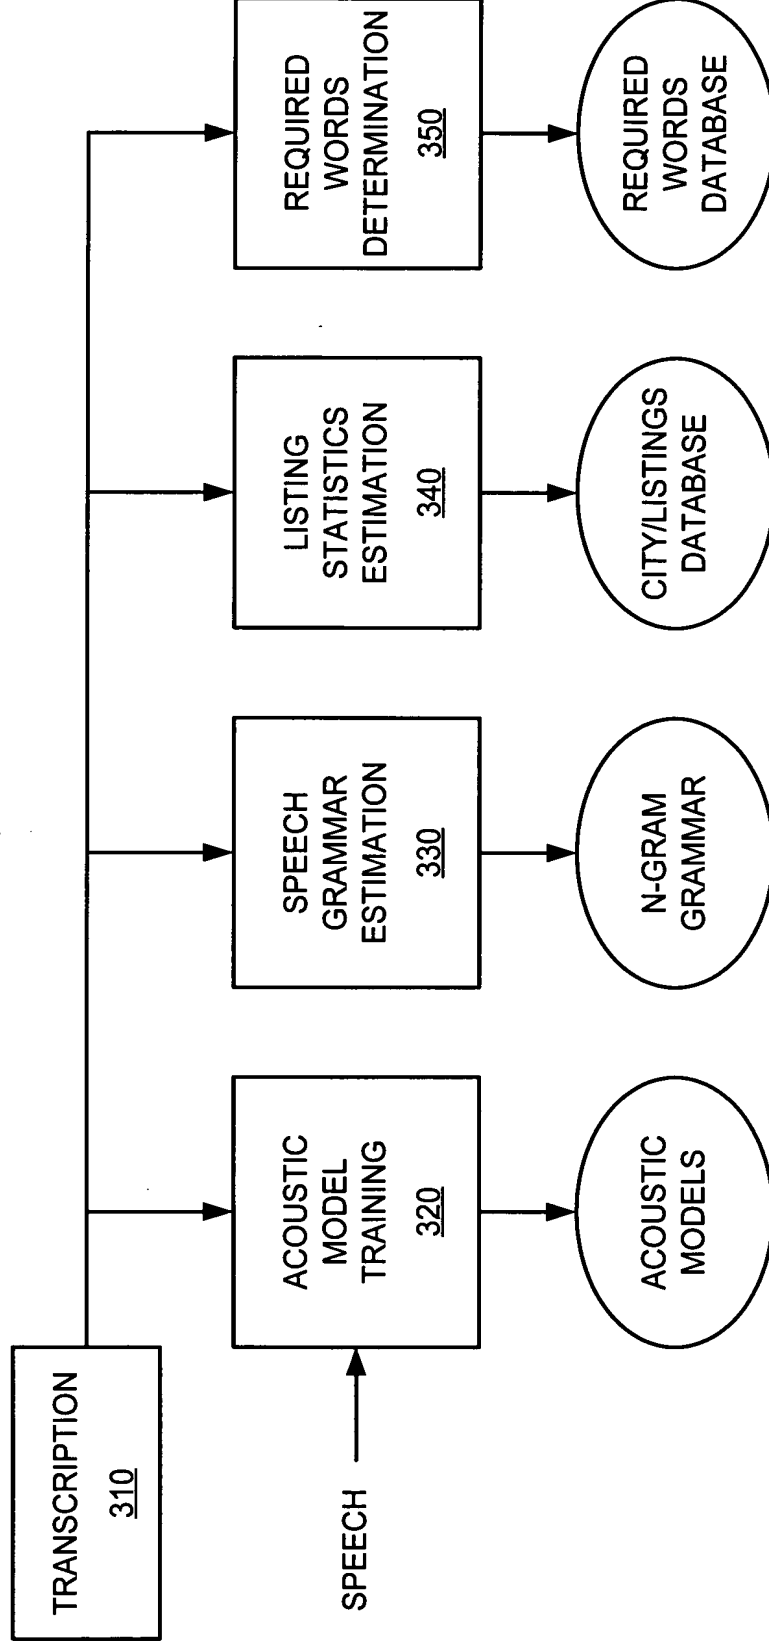 TRANSCRIPTION
310
SPEECH
ACOUSTIC
MODEL
TRAINING
320
SPEECH
GRAMMAR
ESTIMATION
330
LISTING
STATISTICS
ESTIMATION
340
REQUIRED
WORDS
DETERMINATION
350
ACOUSTIC
MODELS
N-GRAM
GRAMMAR
CITY/LISTINGS
DATABASE
REQUIRED
WORDS
DATABASE